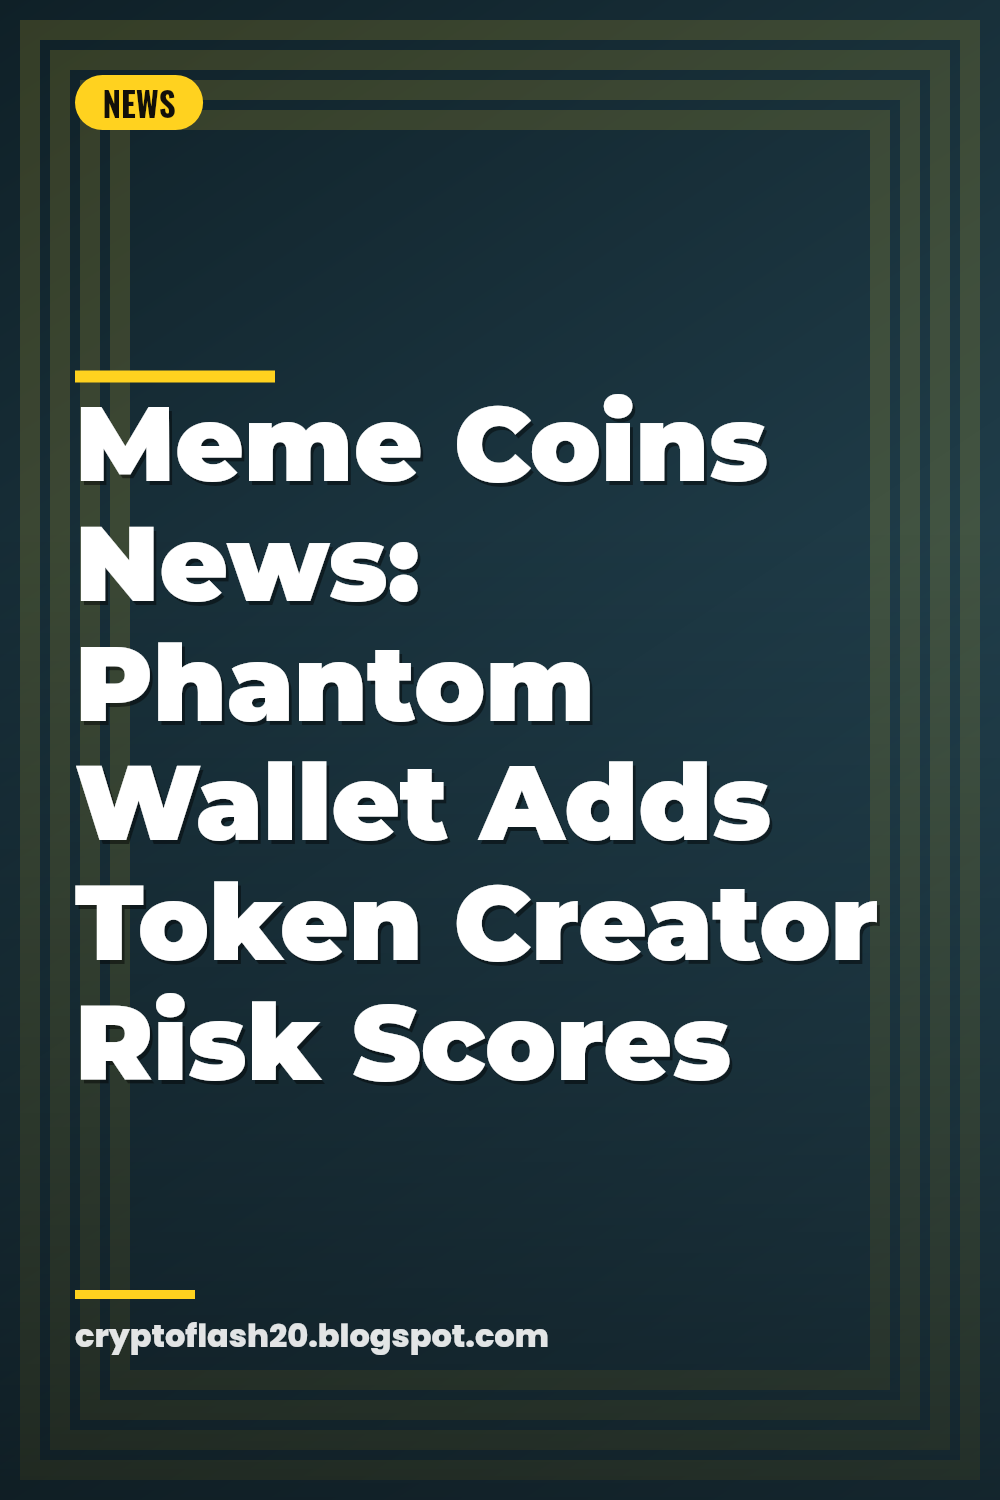 NEWS
Meme Coins
News:
Phantom
Wallet Adds
Token Creator
Risk Scores
cryptoflash20.blogspot.com